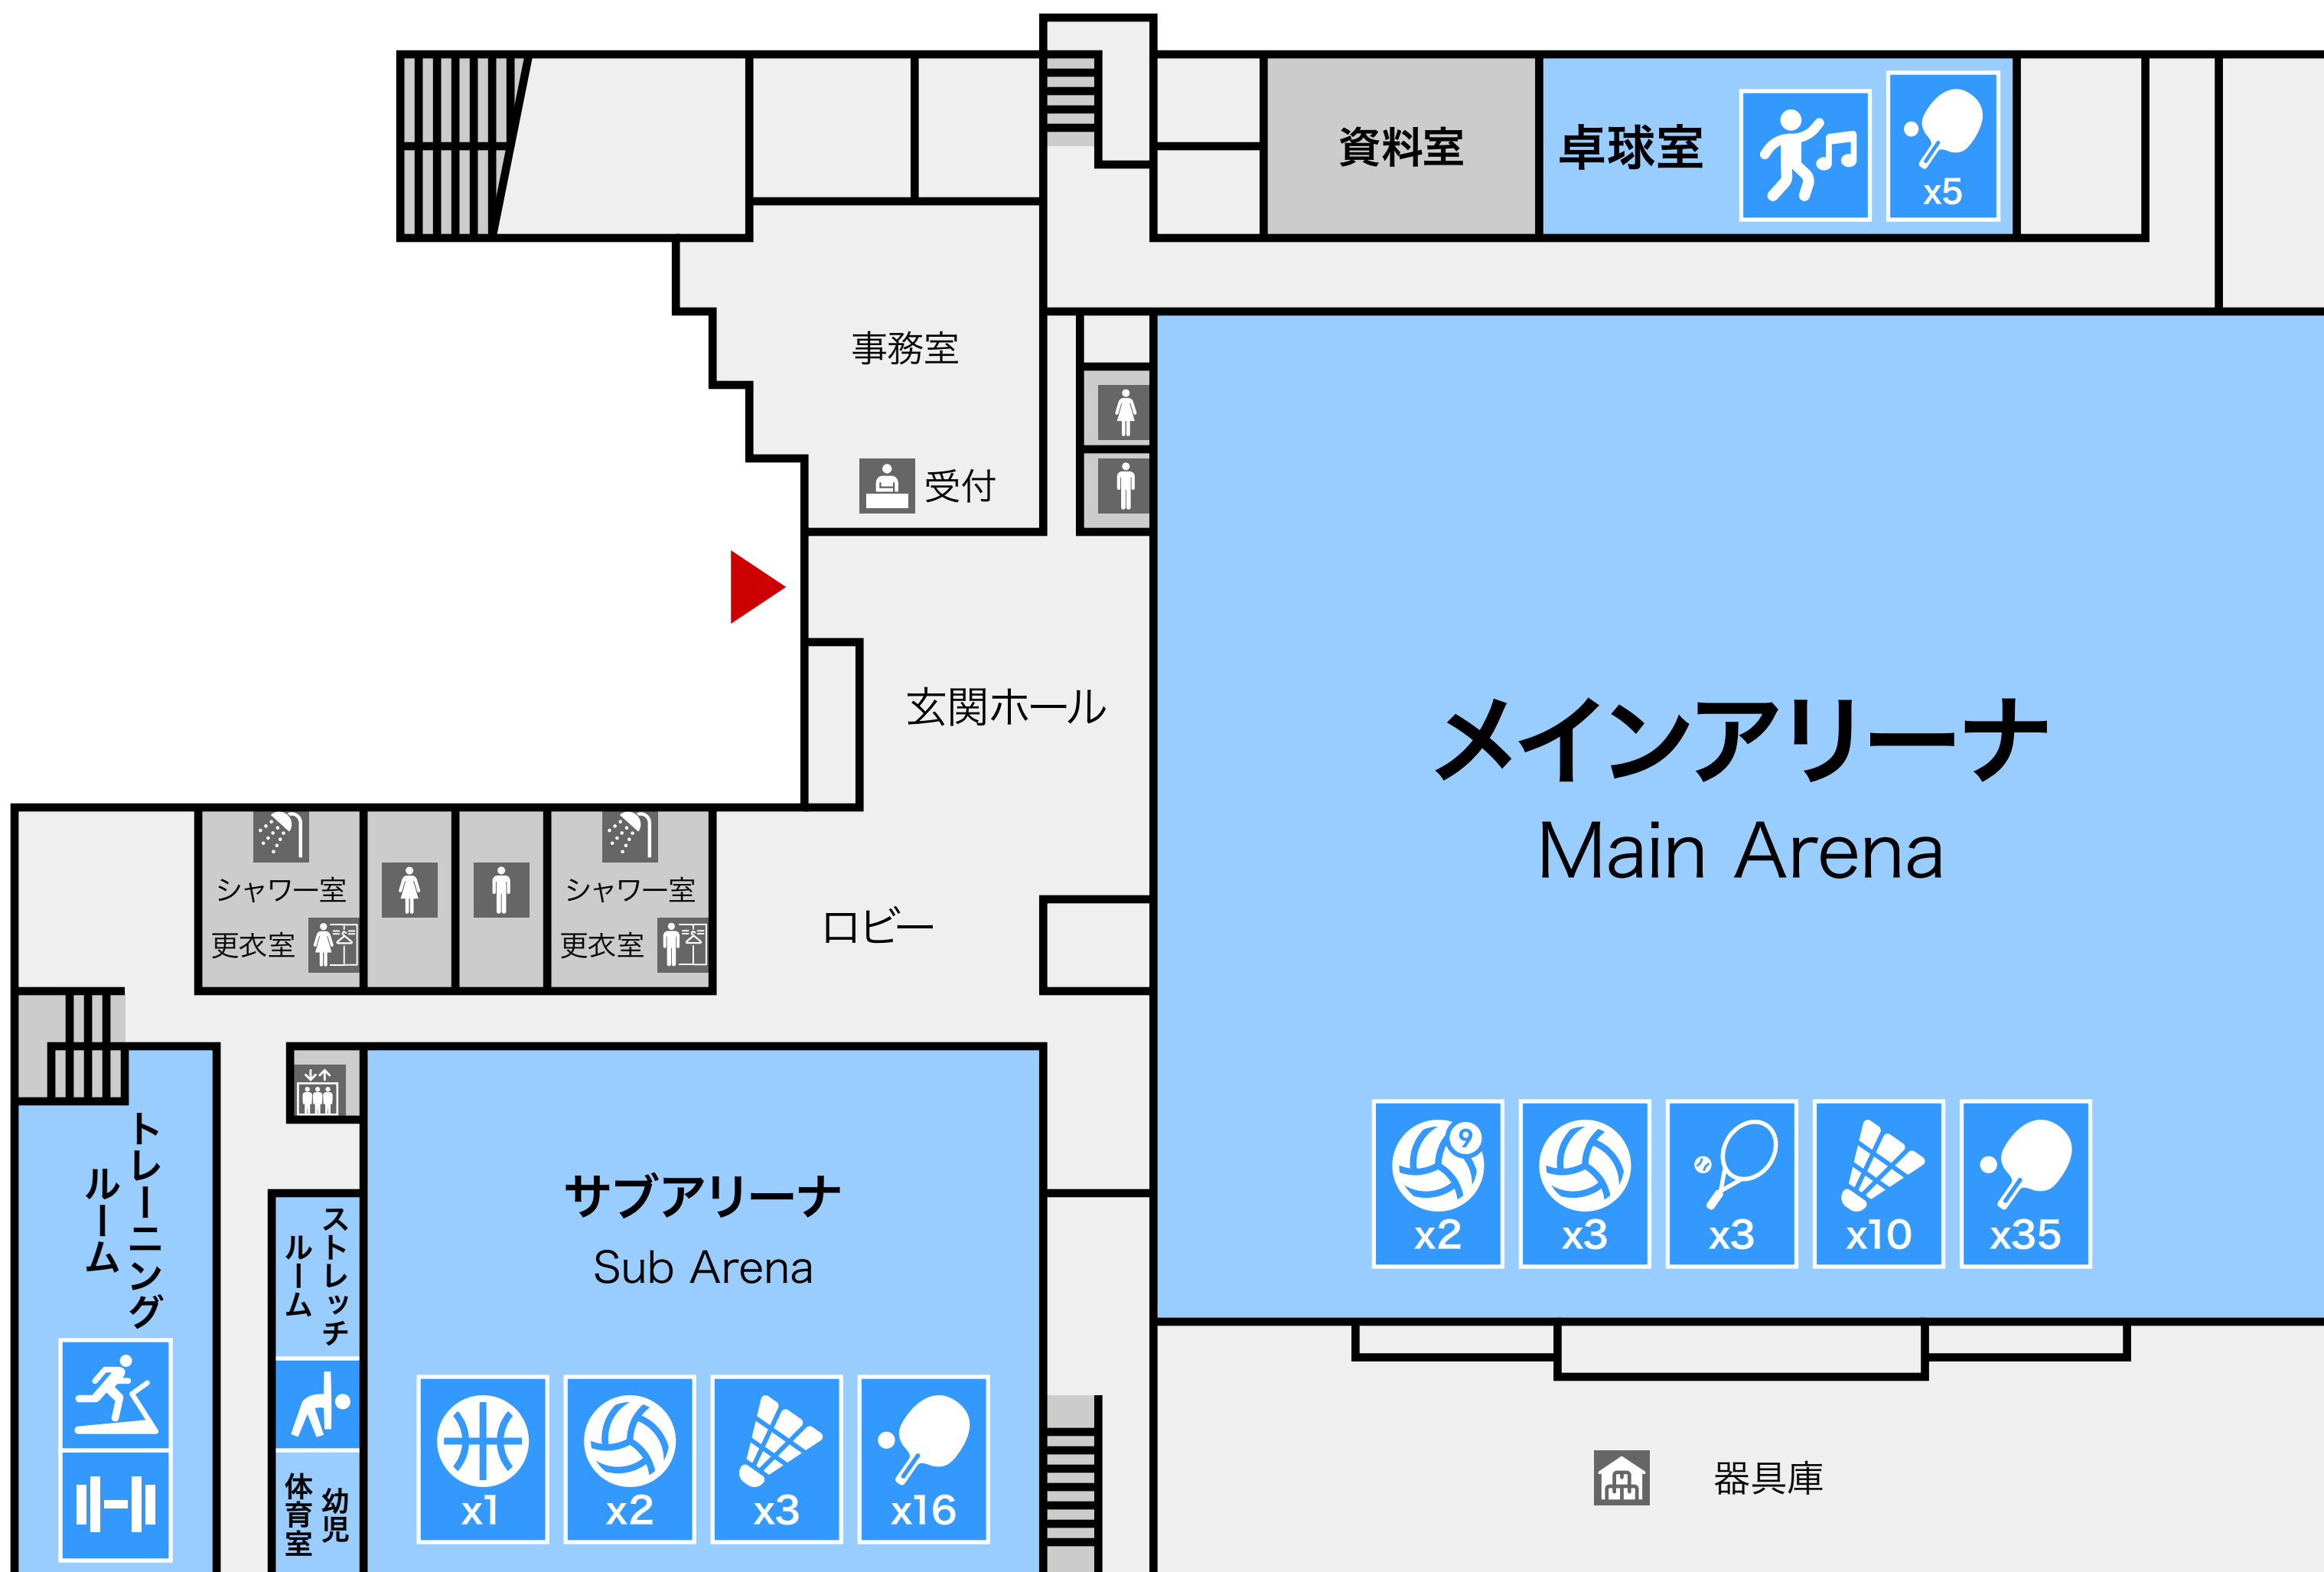 資料室
卓球室
x5
事務室
受付
玄関ホール
メインアリーナ
Main Arena
シャワー室
更衣室
シャワー室
更衣室
ロビー
トレーニング
ルーム
ストレッチ
ルーム
幼児
体育室
サブアリーナ
Sub Arena
x1
x2
x3
x16
9
x2
x3
x3
x10
x35
器具庫